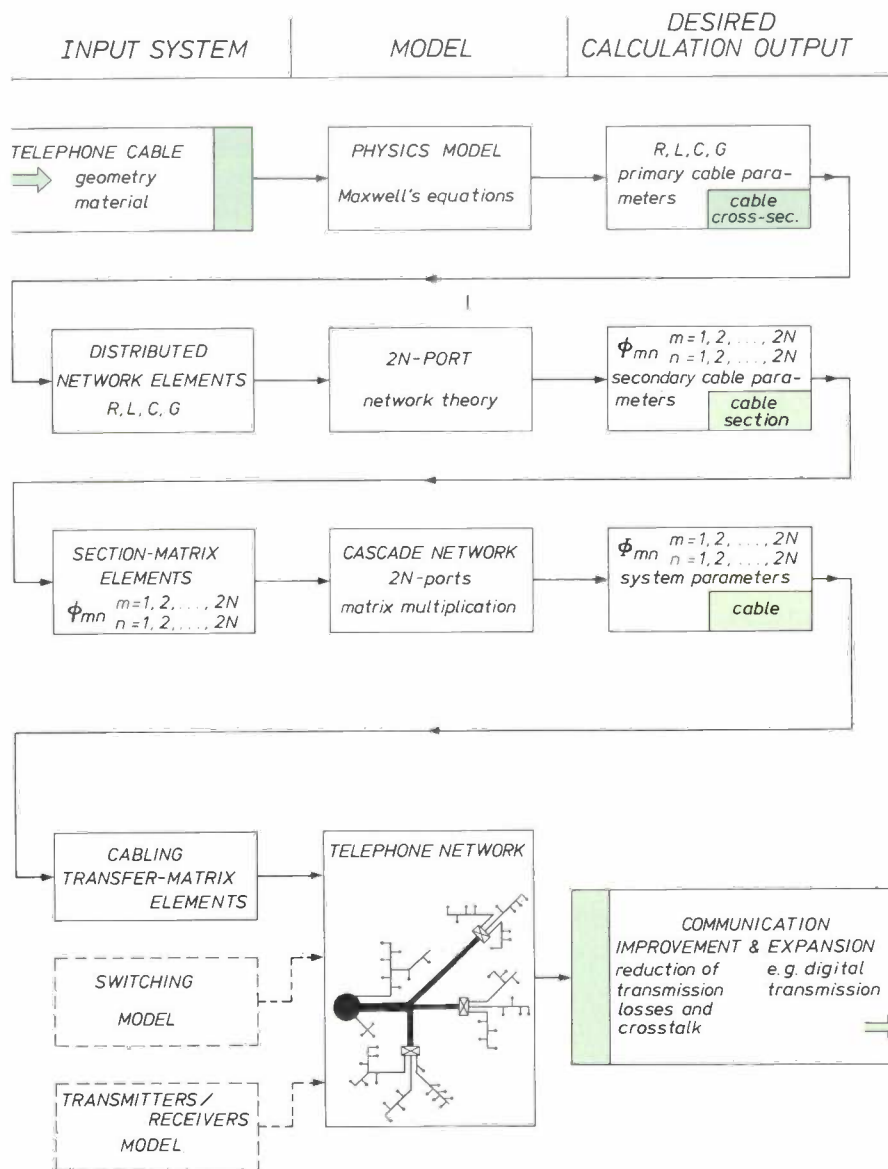 INPUT SYSTEM
MODEL
DESIRED
CALCULATION OUTPUT
TELEPHONE CABLE
geometry
material
PHYSICS MODEL
Maxwell's equations
R, L, C, G
primary cable para-
meters
cable
cross-sec.
DISTRIBUTED
NETWORK ELEMENTS
R, L, C, G
2N-PORT
network theory
ϕmn m = 1, 2, . . . , 2N
n = 1, 2, . . . , 2N
secondary cable para-
meters
cable
section
SECTION-MATRIX
ELEMENTS
ϕmn m = 1, 2, . . . , 2N
n = 1, 2, . . . , 2N
CASCADE NETWORK
2N-ports
matrix multiplication
ϕmn m = 1, 2, . . . , 2N
n = 1, 2, . . . , 2N
system parameters
cable
CABLING
TRANSFER-MATRIX
ELEMENTS
SWITCHING
MODEL
TRANSMITTERS/
RECEIVERS
MODEL
TELEPHONE NETWORK
COMMUNICATION
IMPROVEMENT & EXPANSION
reduction of
transmission
losses and
crosstalk
e.g. digital
transmission